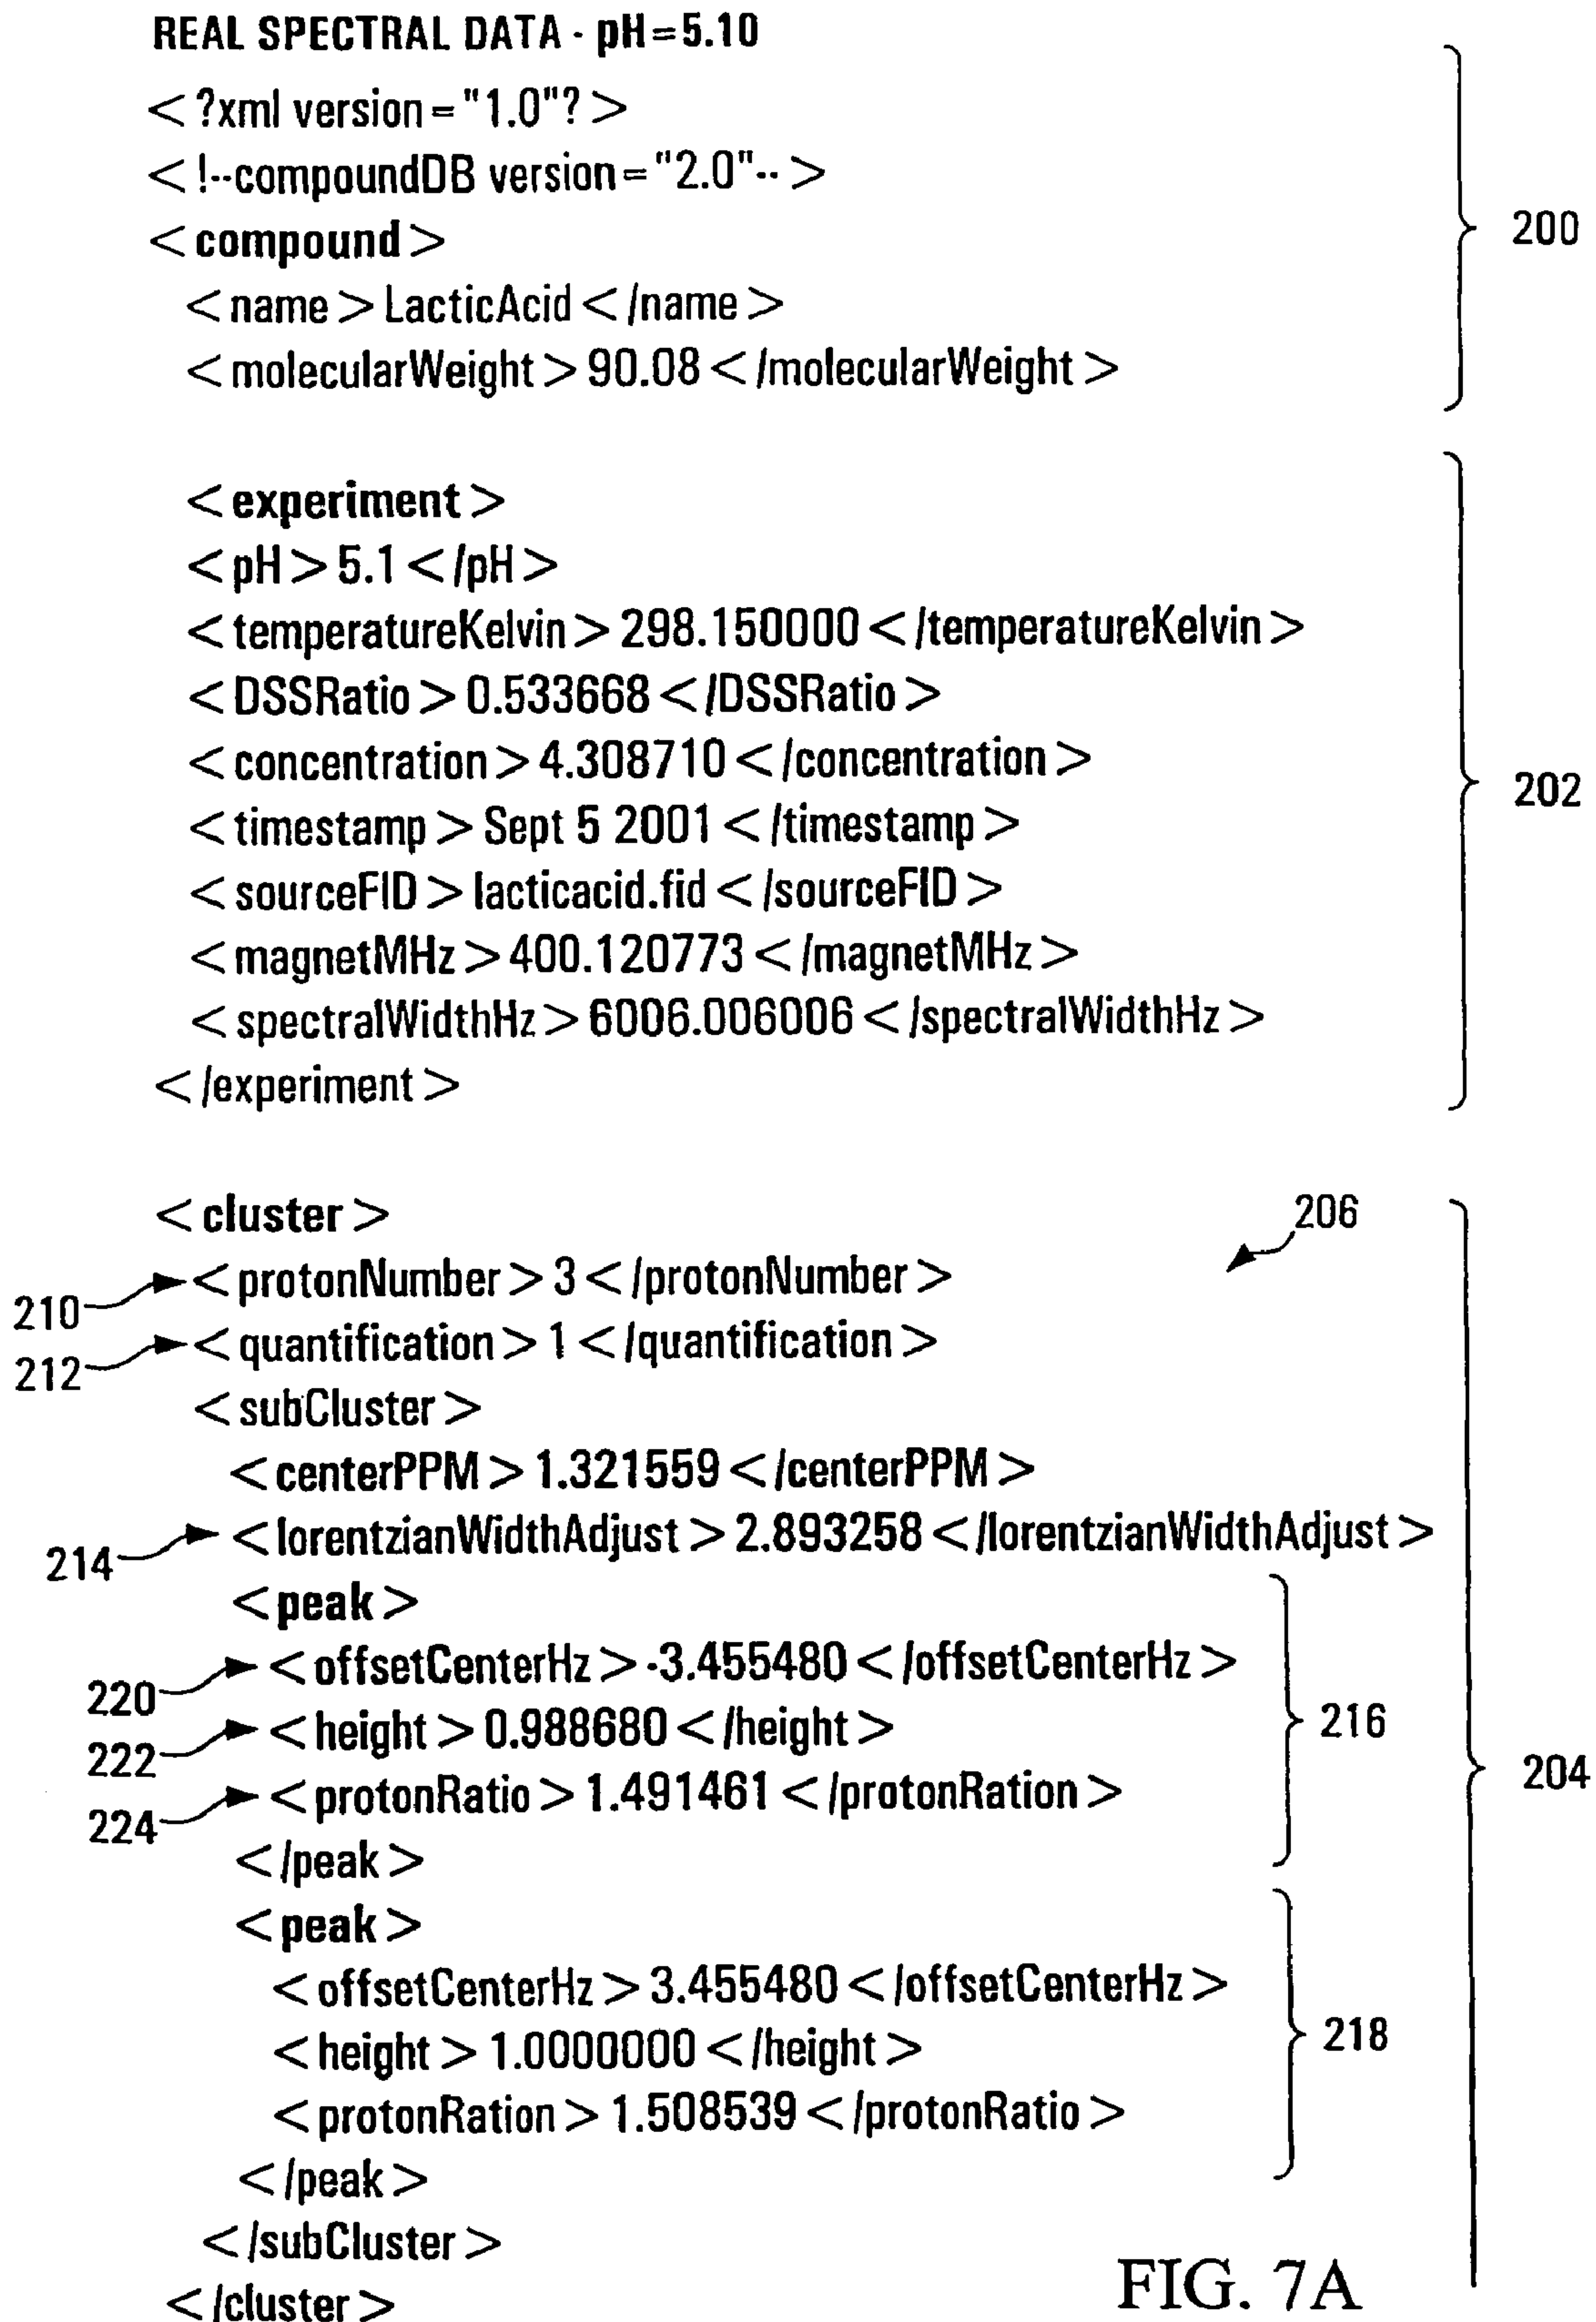 REAL SPECTRAL DATA - pH=5.10
<?xml version="1.0"?>
<!--compoundDB version="2.0"-->
<compound>
200
<name>LacticAcid</name>
<molecularWeight>90.08</molecularWeight>
<experiment>
<pH>5.1</pH>
<temperatureKelvin>298.150000</temperatureKelvin>
<DSSRatio>0.533668</DSSRatio>
<concentration>4.308710</concentration>
202
<timestamp>Sept 5 2001</timestamp>
<sourceFID>lacticacid.fid</sourceFID>
<magnetMHz>400.120773</magnetMHz>
<spectralWidthHz>6006.006006</spectralWidthHz>
</experiment>
<cluster>
206
210 <protonNumber>3</protonNumber>
212 <quantification>1</quantification>
<subCluster>
<centerPPM>1.321559</centerPPM>
214 <lorentzianWidthAdjust>2.893258</lorentzianWidthAdjust>
<peak>
220 <offsetCenterHz>-3.455480</offsetCenterHz>
222 <height>0.988680</height>
216
224 <protonRatio>1.491461</protonRation>
204
</peak>
<peak>
<offsetCenterHz>3.455480</offsetCenterHz>
<height>1.0000000</height>
218
<protonRation>1.508539</protonRatio>
</peak>
</subCluster>
</cluster>
FIG. 7A